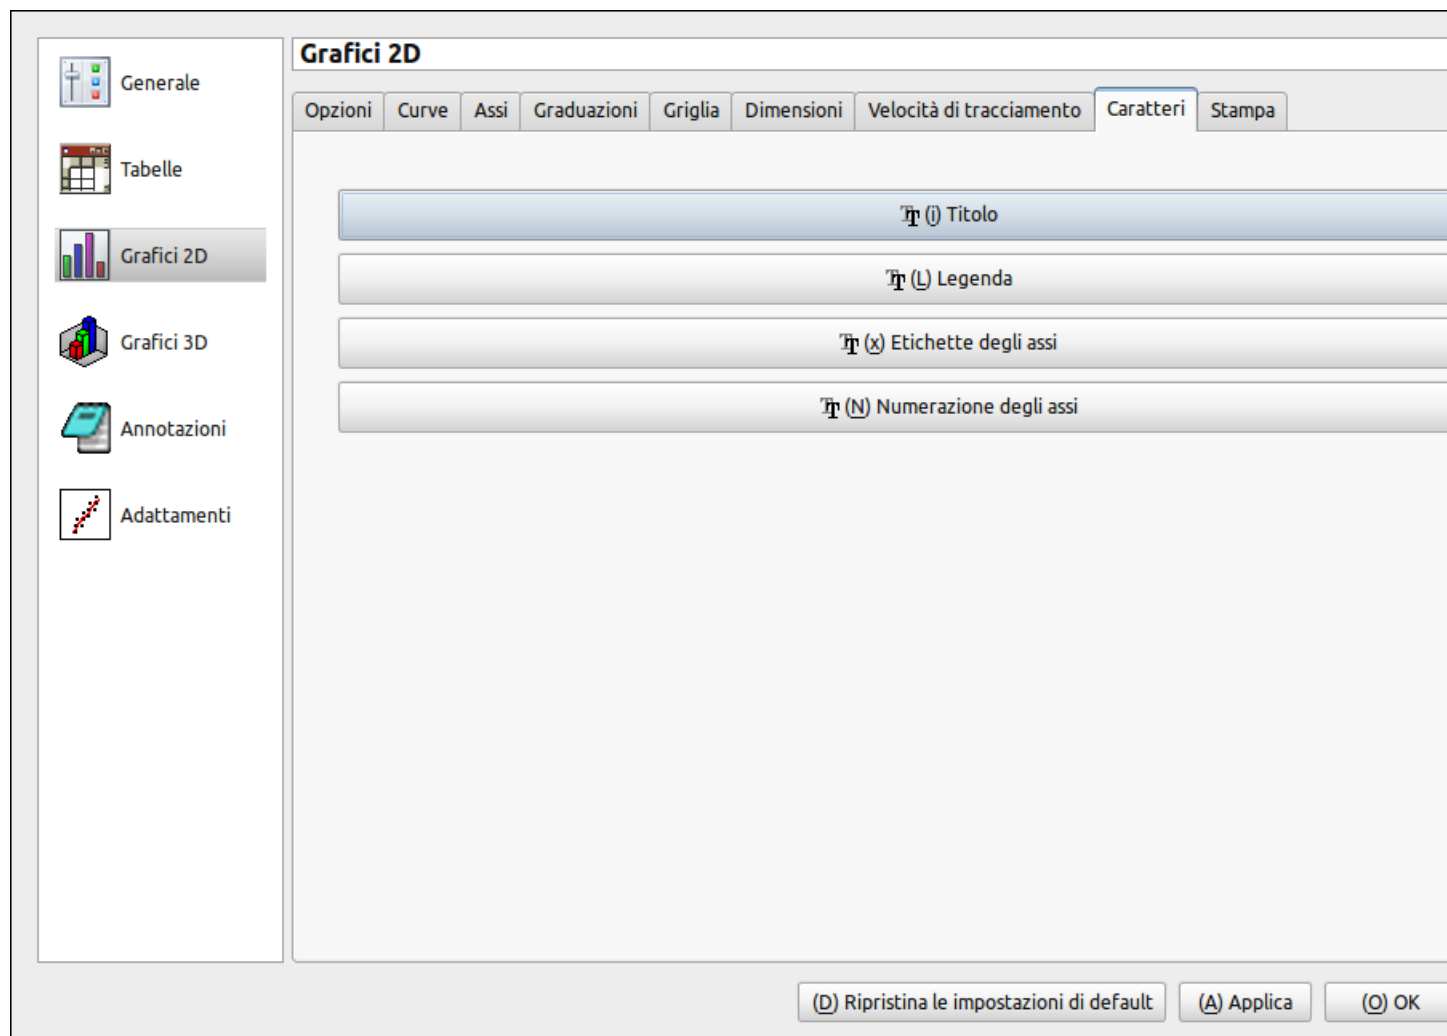 Generale
Tabelle
Grafici 2D
Grafici 3D
Annotazioni
Adattamenti
Grafici 2D
Opzioni Curve Assi Graduazioni Griglia Dimensioni Velocità di tracciamento Caratteri Stampa
(i) Titolo
(L) Legenda
(x) Etichette degli assi
(N) Numerazione degli assi
(D) Ripristina le impostazioni di default (A) Applica (O) OK